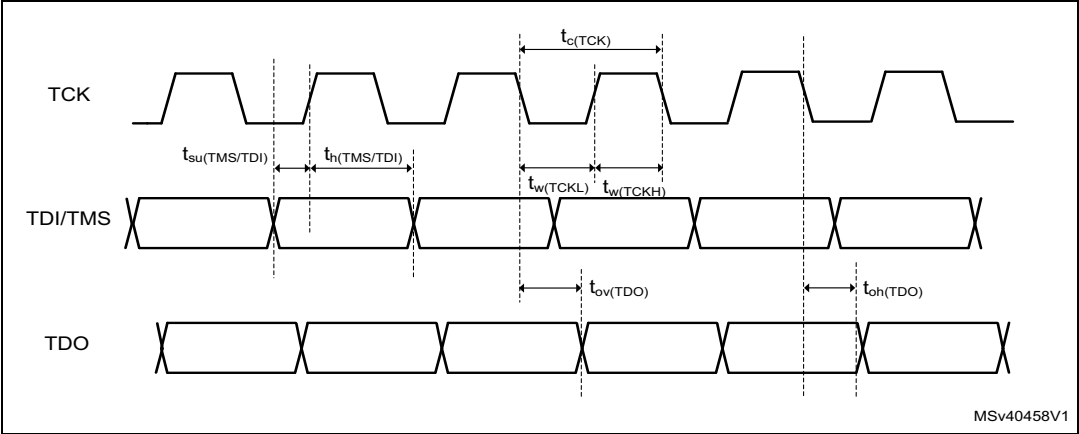 tc(TCK)
TCK
tsu(TMS/TDI) th(TMS/TDI)
tw(TCKL) tw(TCKH)
TDI/TMS
tov(TDO) toh(TDO)
TDO
MSv40458V1